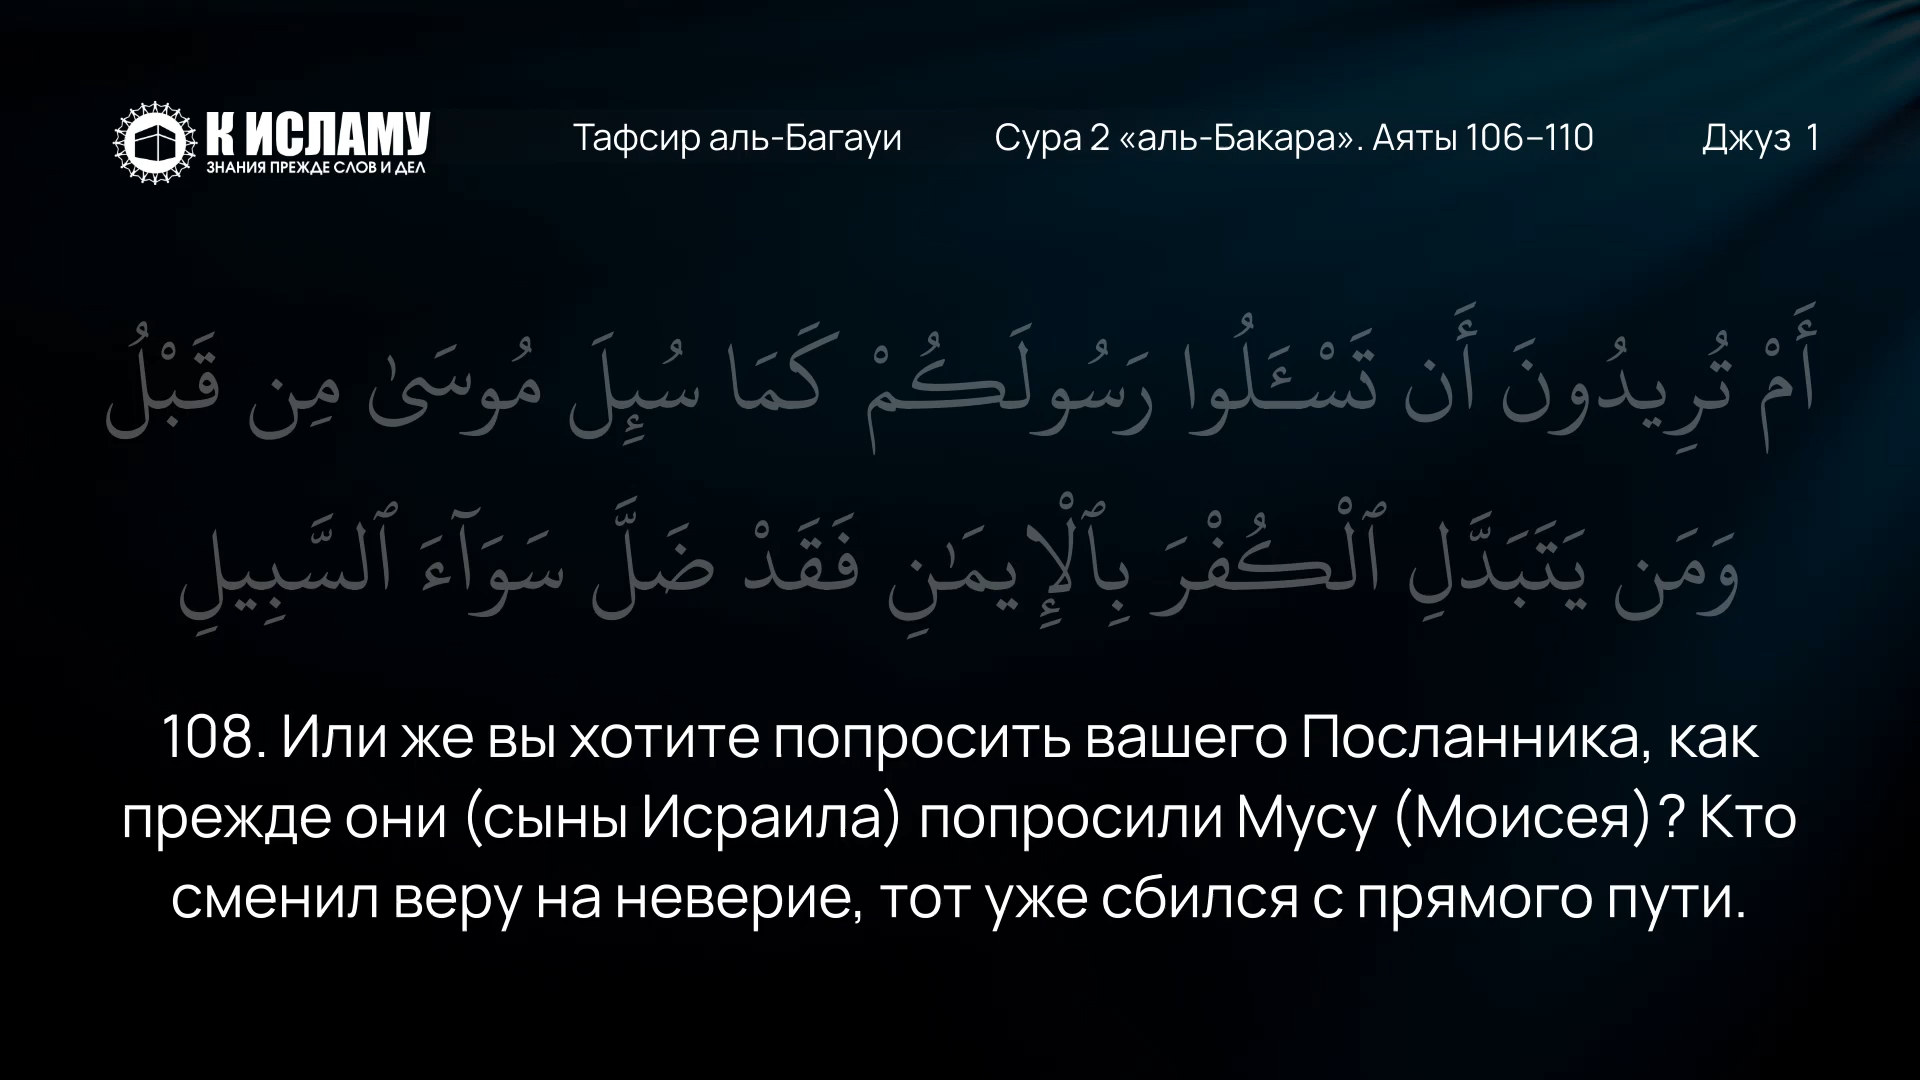 К ИСЛАМУ
ЗНАНИЯ ПРЕЖДЕ СЛОВ И ДЕЛ
Тафсир аль-Багауи
Сура 2 «аль-Бакара». Аяты 106–110
Джуз 1
أَمْ تُرِيدُونَ أَن تَسْـَٔلُوا رَسُولَكُمْ كَمَا سُئِلَ مُوسَىٰ مِن قَبْلُ
وَمَن يَتَبَدَّلِ ٱلْكُفْرَ بِٱلْإِيمَـٰنِ فَقَدْ ضَلَّ سَوَآءَ ٱلسَّبِيلِ
108. Или же вы хотите попросить вашего Посланника, как
прежде они (сыны Исраила) попросили Мусу (Моисея)? Кто
сменил веру на неверие, тот уже сбился с прямого пути.